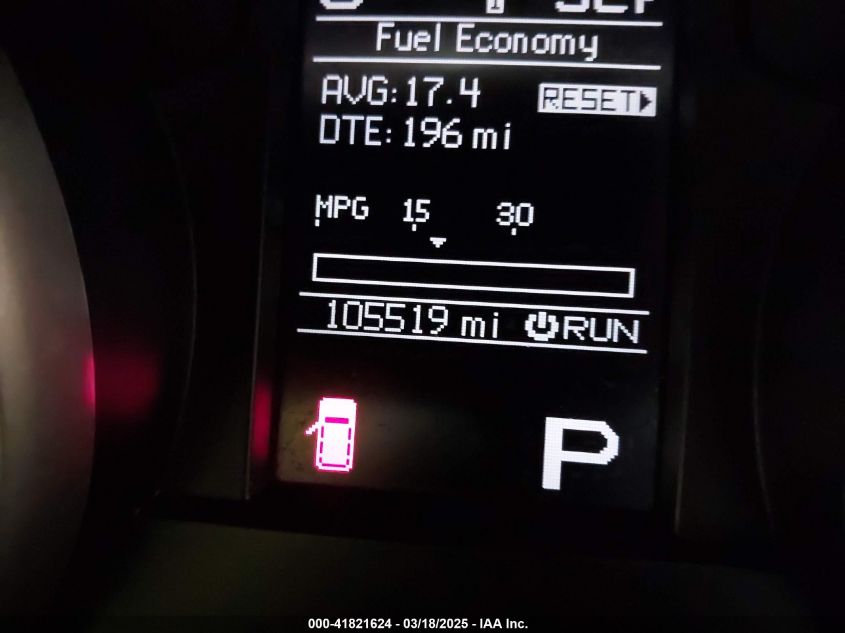 Fuel Economy
AVG: 17.4 RESET
DTE: 196 mi
MPG 15 30
105519 mi RUN
P
000-41821624 - 03/18/2025 - IAA Inc.